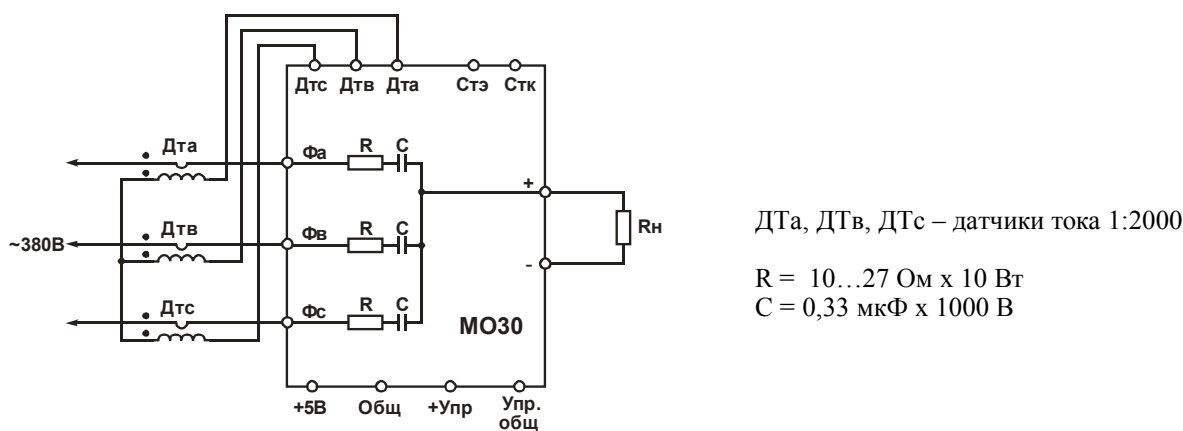 Дтс Дтв Дта Стэ Стк
Дта
Фа R C
+
~380В
Дтв
Фв R C
Rн
-
Дтс
Фс R C
МО30
+5В Общ +Упр Упр.
общ
ДТа, ДТв, ДТс – датчики тока 1:2000
R = 10…27 Ом х 10 Вт
С = 0,33 мкФ х 1000 В